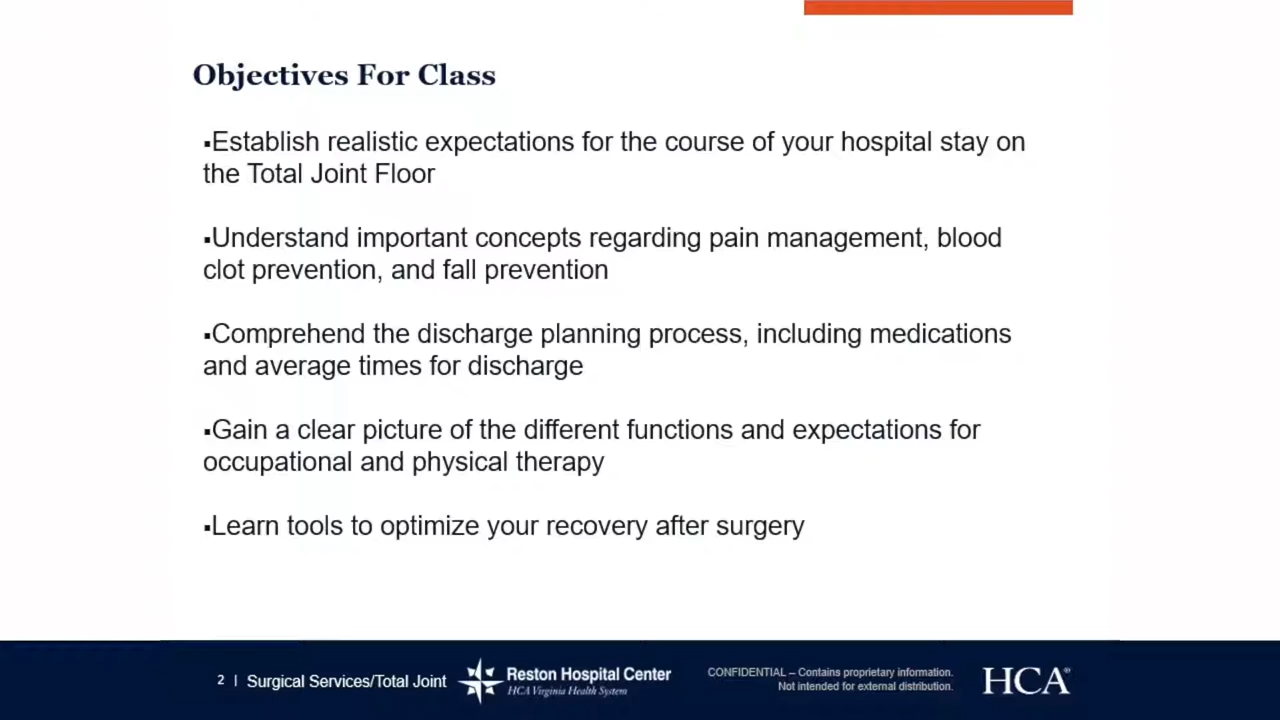 Objectives For Class
▪Establish realistic expectations for the course of your hospital stay on
the Total Joint Floor
▪Understand important concepts regarding pain management, blood
clot prevention, and fall prevention
▪Comprehend the discharge planning process, including medications
and average times for discharge
▪Gain a clear picture of the different functions and expectations for
occupational and physical therapy
▪Learn tools to optimize your recovery after surgery
2 | Surgical Services/Total Joint
Reston Hospital Center
HCA Virginia Health System
CONFIDENTIAL – Contains proprietary information.
Not intended for external distribution.
HCA®